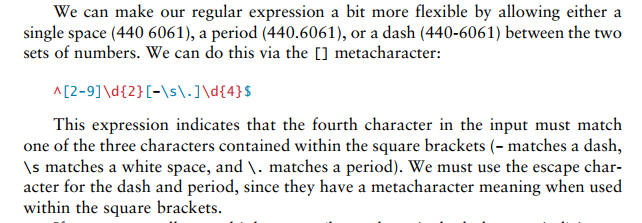 We can make our regular expression a bit more flexible by allowing either a
single space (440 6061), a period (440.6061), or a dash (440-6061) between the two
sets of numbers. We can do this via the [] metacharacter:
^[2-9]\d{2}[-\s\.]\d{4}$
This expression indicates that the fourth character in the input must match
one of the three characters contained within the square brackets (- matches a dash,
\s matches a white space, and \. matches a period). We must use the escape char-
acter for the dash and period, since they have a metacharacter meaning when used
within the square brackets.